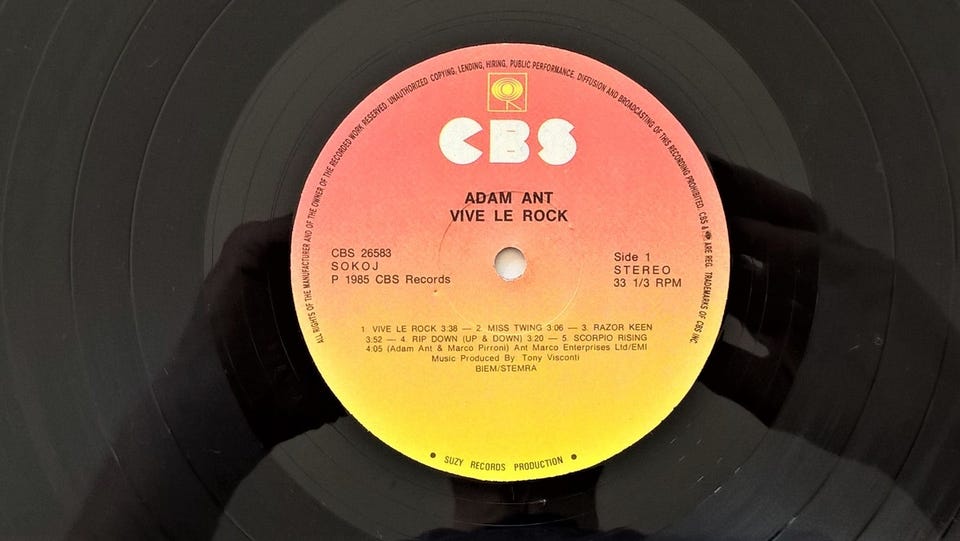 ALL RIGHTS OF THE MANUFACTURER AND OF THE OWNER OF THE RECORDED WORK RESERVED. UNAUTHORIZED COPYING, LENDING, HIRING, PUBLIC PERFORMANCE, DIFFUSION AND BROADCASTING OF THIS RECORDING PROHIBITED. CBS & ARE REG. TRADEMARKS OF CBS INC.
CBS
ADAM ANT
VIVE LE ROCK
CBS 26583
SOKOJ
P 1985 CBS Records
Side 1
STEREO
33 1/3 RPM
1 VIVE LE ROCK 3:38 — 2. MISS TWING 3:06 — 3. RAZOR KEEN
3:52 — 4. RIP DOWN (UP & DOWN) 3:20 — 5. SCORPIO RISING
4:05 (Adam Ant & Marco Pirroni) Ant Marco Enterprises Ltd/EMI
Music Produced By Tony Visconti
BIEM/STEMRA
• SUZY RECORDS PRODUCTION •